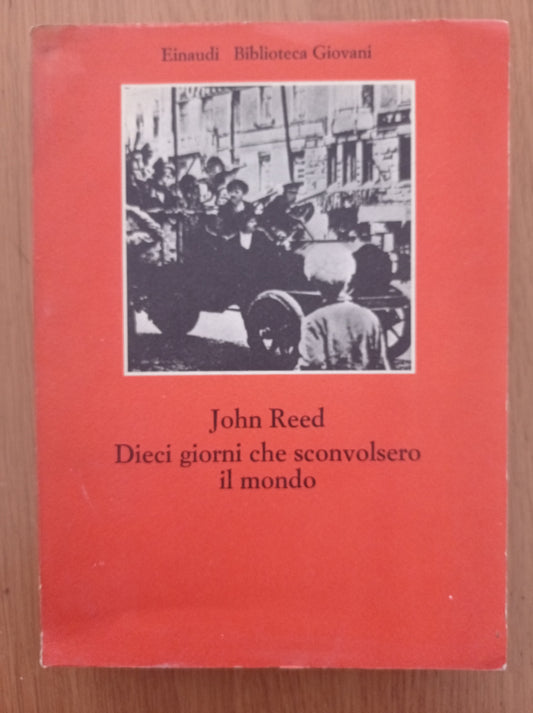 Einaudi Biblioteca Giovani
John Reed
Dieci giorni che sconvolsero
il mondo